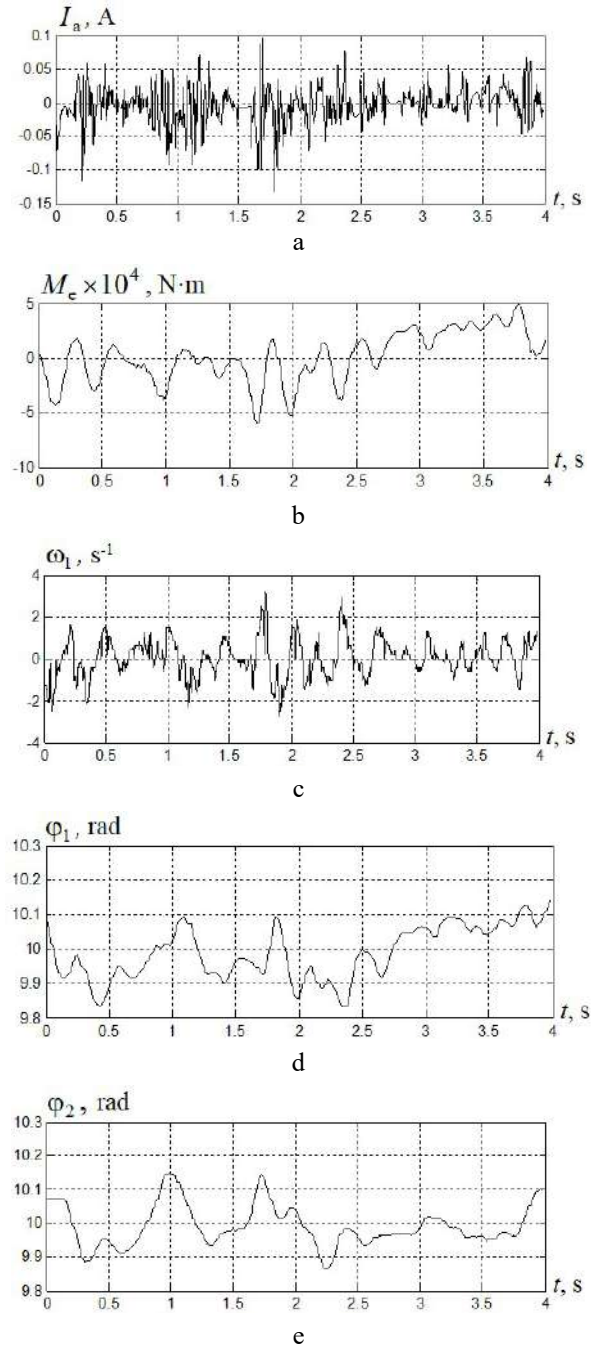 I_a, A
0.1
0.05
0
-0.05
-0.1
-0.15
0 0.5 1 1.5 2 2.5 3 3.5 4
t, s
a
M_e ×10^4, N·m
5
0
-5
-10
0 0.5 1 1.5 2 2.5 3 3.5 4
t, s
b
ω_1, s^-1
4
2
0
-2
-4
0 0.5 1 1.5 2 2.5 3 3.5 4
t, s
c
φ_1, rad
10.3
10.2
10.1
10
9.9
9.8
0 0.5 1 1.5 2 2.5 3 3.5 4
t, s
d
φ_2, rad
10.3
10.2
10.1
10
9.9
9.8
0 0.5 1 1.5 2 2.5 3 3.5 4
t, s
e